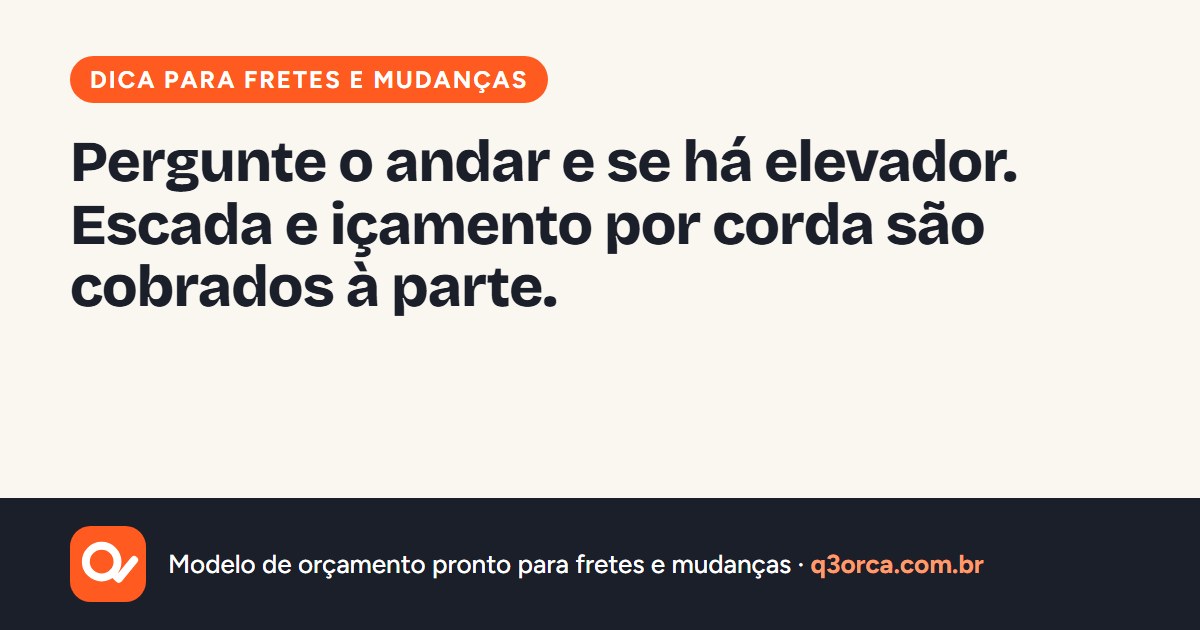 DICA PARA FRETES E MUDANÇAS
Pergunte o andar e se há elevador.
Escada e içamento por corda são
cobrados à parte.
Modelo de orçamento pronto para fretes e mudanças · q3orca.com.br